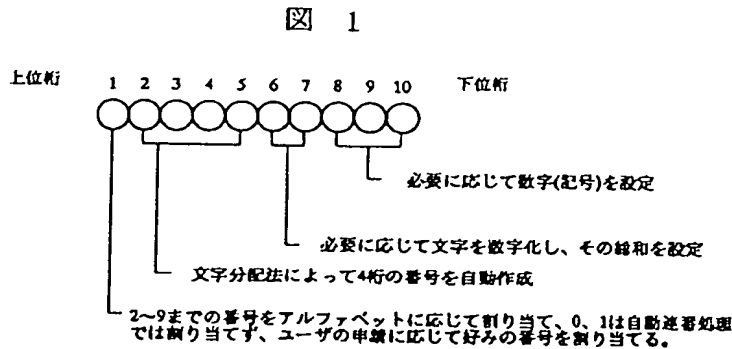 図 1
上位桁 1 2 3 4 5 6 7 8 9 10 下位桁
必要に応じて数字(記号)を設定
必要に応じて文字を数字化し、その総和を設定
文字分配法によって4桁の番号を自動作成
2~9までの番号をアルファベットに応じて割り当て、0、1は自動連番処理
では割り当てず、ユーザの申請に応じて好みの番号を割り当てる。